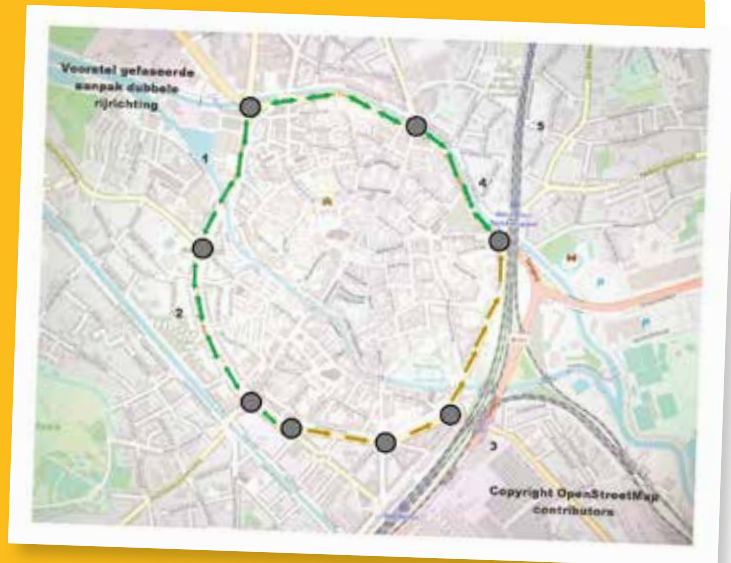 Voorstel gefaseerde
aanpak dubbele
rijrichting
1
2
3
4
5
P
P
Copyright OpenStreetMap
contributors